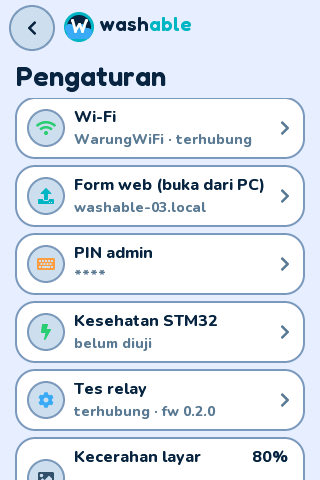 washable
Pengaturan
Wi-Fi
WarungWiFi · terhubung
Form web (buka dari PC)
washable-03.local
PIN admin
****
Kesehatan STM32
belum diuji
Tes relay
terhubung · fw 0.2.0
Kecerahan layar 80%